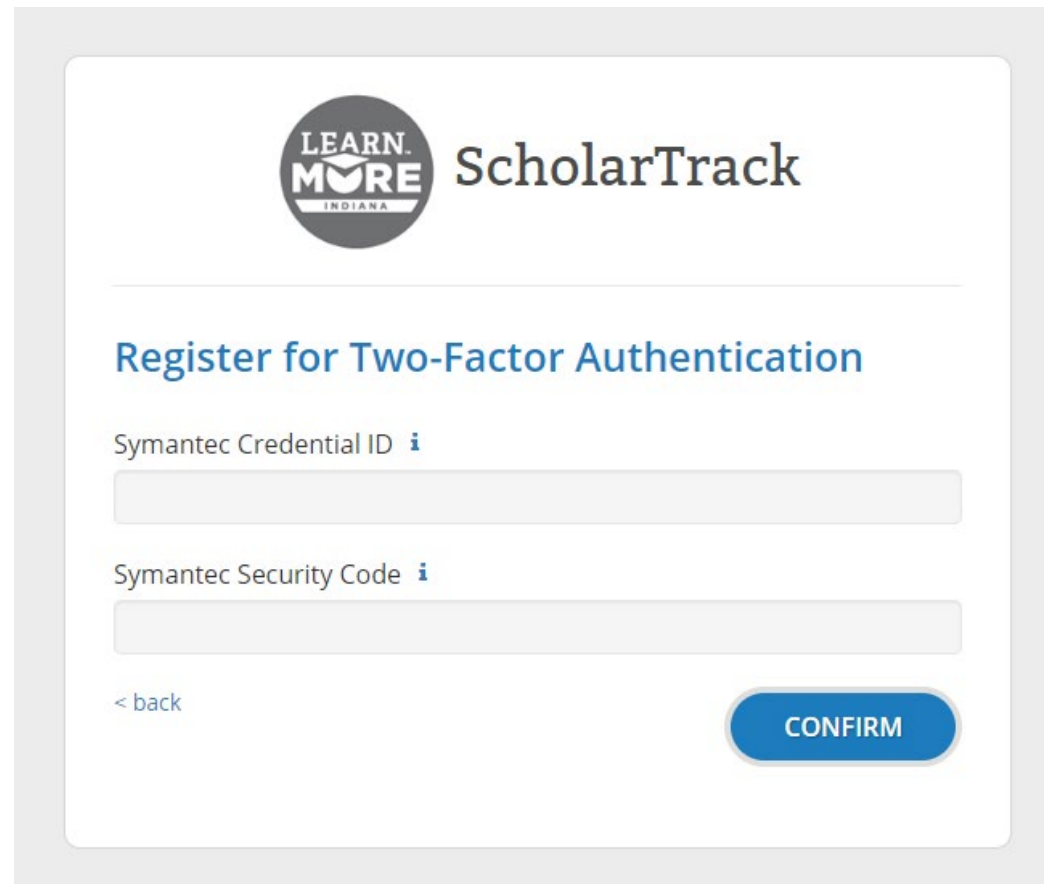 LEARN.
MORE
INDIANA
ScholarTrack
Register for Two-Factor Authentication
Symantec Credential ID i
Symantec Security Code i
< back
CONFIRM